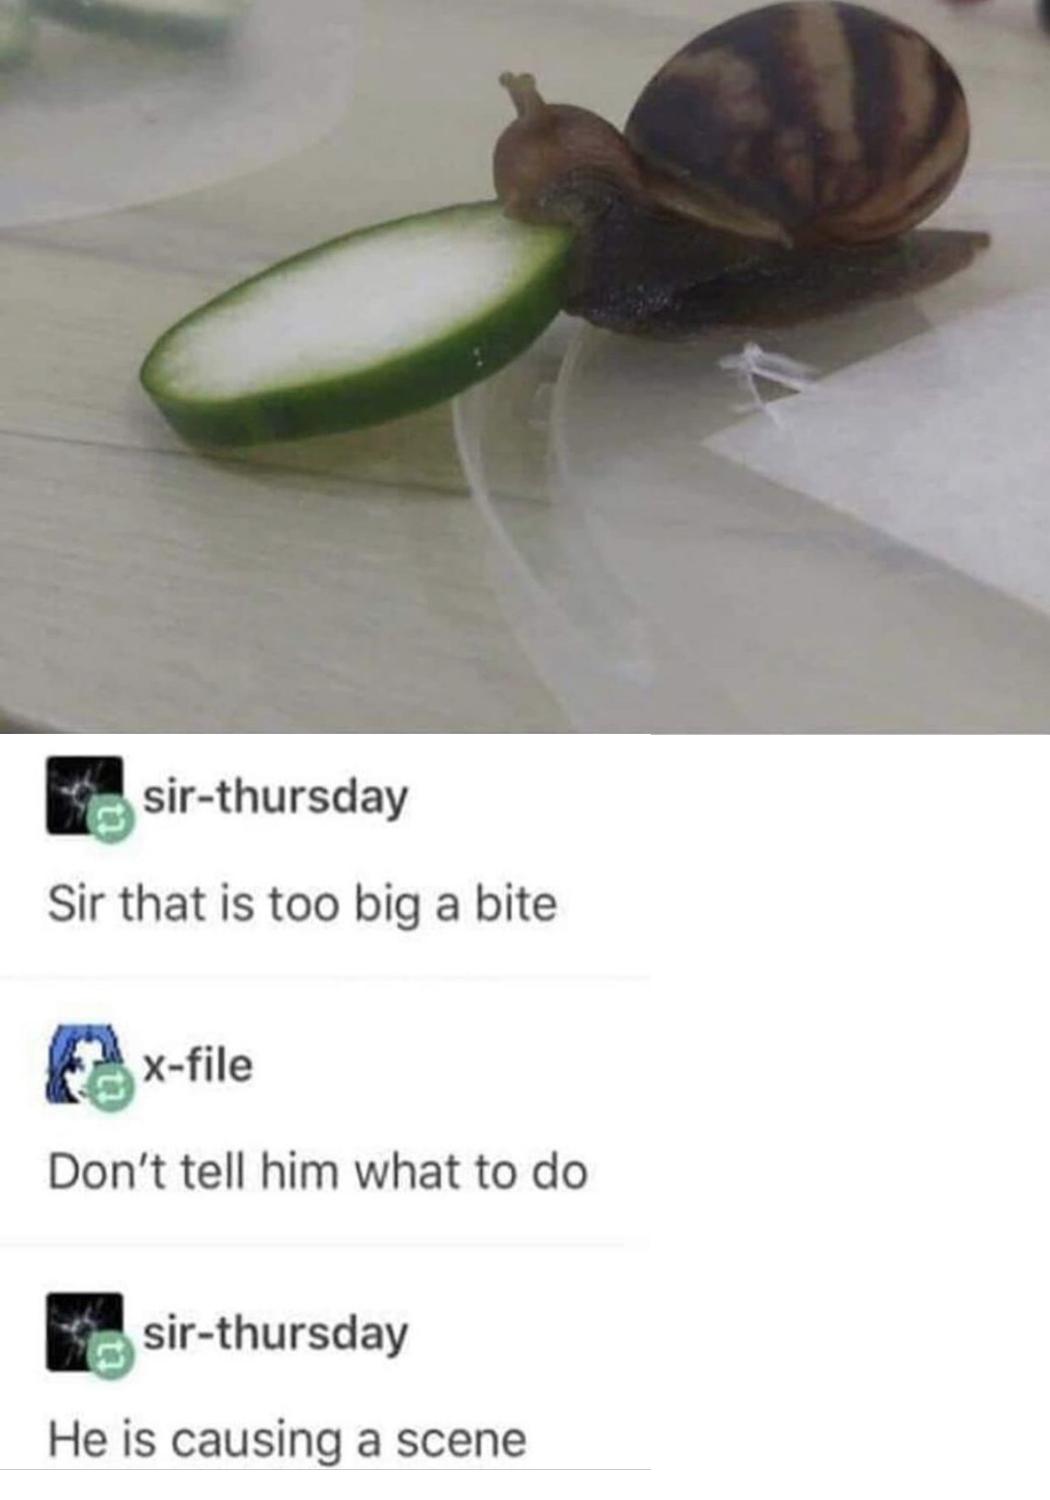 sir-thursday
Sir that is too big a bite
x-file
Don't tell him what to do
sir-thursday
He is causing a scene